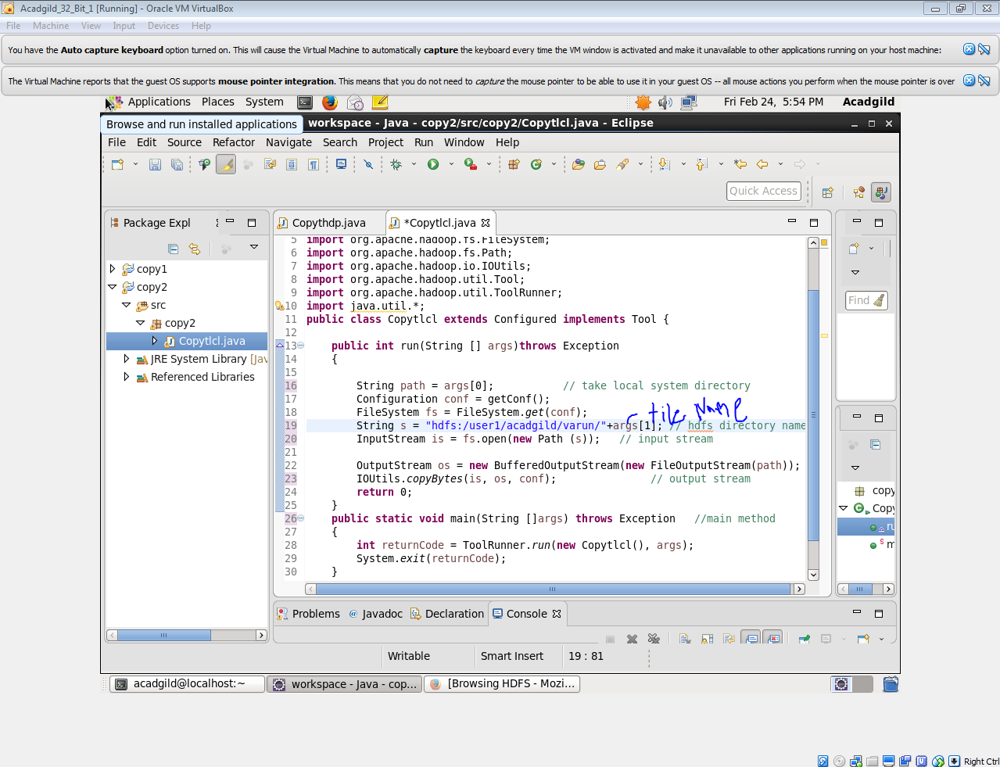 Acadgild_32_Bit_1 [Running] - Oracle VM VirtualBox
File Machine View Input Devices Help
You have the Auto capture keyboard option turned on. This will cause the Virtual Machine to automatically capture the keyboard every time the VM window is activated and make it unavailable to other applications running on your host machine:
The Virtual Machine reports that the guest OS supports mouse pointer integration. This means that you do not need to capture the mouse pointer to be able to use it in your guest OS -- all mouse actions you perform when the mouse pointer is over
Applications Places System Fri Feb 24, 5:54 PM Acadgild
Browse and run installed applications workspace - Java - copy2/src/copy2/Copytlcl.java - Eclipse
File Edit Source Refactor Navigate Search Project Run Window Help
Quick Access
Package Expl
copy1
copy2
src
copy2
Copytlcl.java
JRE System Library [Jav
Referenced Libraries
Copythdp.java *Copytlcl.java
5 import org.apache.hadoop.fs.FileSystem;
6 import org.apache.hadoop.fs.Path;
7 import org.apache.hadoop.io.IOUtils;
8 import org.apache.hadoop.util.Tool;
9 import org.apache.hadoop.util.ToolRunner;
10 import java.util.*;
11 public class Copytlcl extends Configured implements Tool {
12
13 public int run(String [] args)throws Exception
14 {
15
16 String path = args[0]; // take local system directory
17 Configuration conf = getConf();
18 FileSystem fs = FileSystem.get(conf);
file Name
19 String s = "hdfs:/user1/acadgild/varun/"+args[1]; // hdfs directory name
20 InputStream is = fs.open(new Path (s)); // input stream
21
22 OutputStream os = new BufferedOutputStream(new FileOutputStream(path));
23 IOUtils.copyBytes(is, os, conf); // output stream
24 return 0;
25 }
26 public static void main(String []args) throws Exception //main method
27 {
28 int returnCode = ToolRunner.run(new Copytlcl(), args);
29 System.exit(returnCode);
30 }
Find
copy
Copy
ru
m
Problems Javadoc Declaration Console
Writable Smart Insert 19 : 81
acadgild@localhost:~ workspace - Java - cop... [Browsing HDFS - Mozi...
Right Ctrl